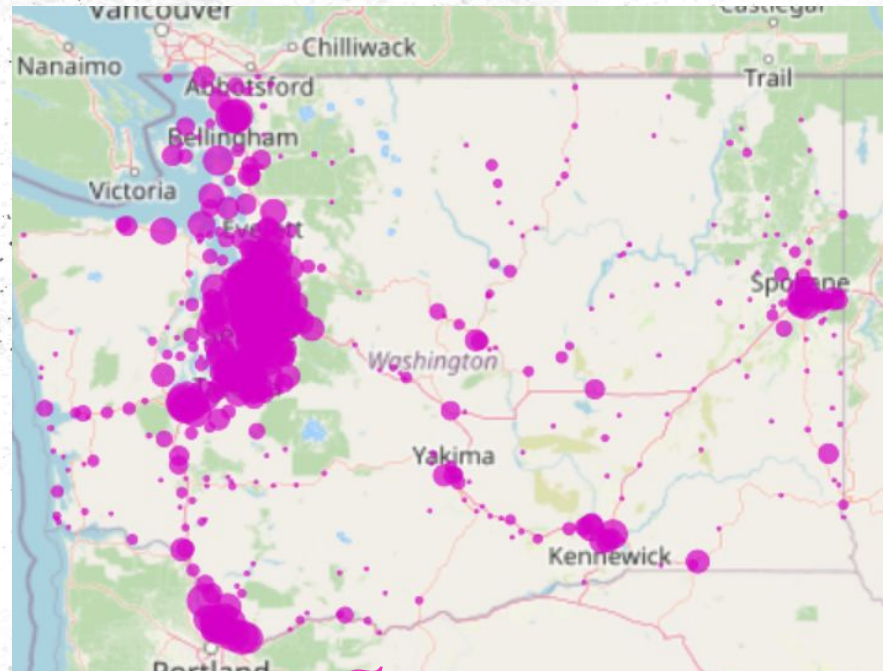 Vancouver
Castlegar
Chilliwack
Nanaimo
Trail
Abbotsford
Bellingham
Victoria
Everett
Spokane
Washington
Yakima
Kennewick
Portland